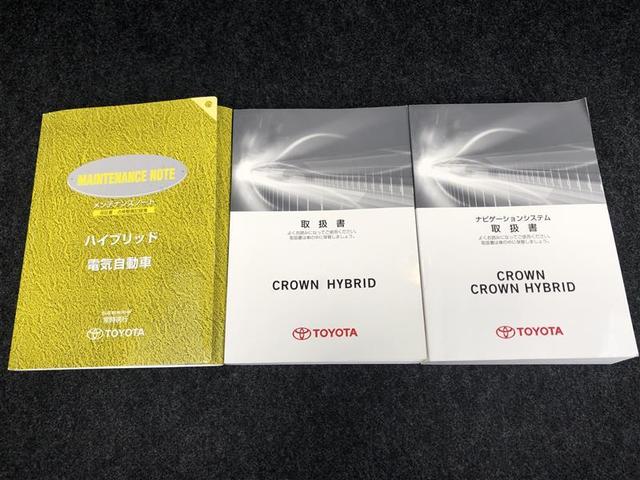 MAINTENANCE NOTE
メンテナンスノート
ハイブリッド
電気自動車
TOYOTA
取扱書
よくお読みになってご使用ください。
取扱書は車の中に保管しましょう。
CROWN HYBRID
TOYOTA
ナビゲーションシステム
取扱書
よくお読みになってご使用ください。
取扱書は車の中に保管しましょう。
CROWN
CROWN HYBRID
TOYOTA